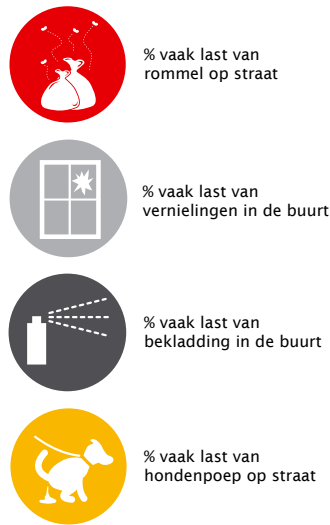 % vaak last van
rommel op straat
% vaak last van
vernielingen in de buurt
% vaak last van
bekladding in de buurt
% vaak last van
hondenpoep op straat